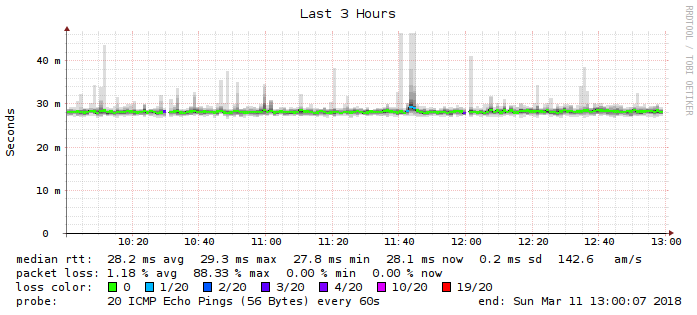 Last 3 Hours
RRDTOOL / TOBI OETIKER
Seconds
40 m
30 m
20 m
10 m
0
10:20 10:40 11:00 11:20 11:40 12:00 12:20 12:40 13:00
median rtt: 28.2 ms avg 29.3 ms max 27.8 ms min 28.1 ms now 0.2 ms sd 142.6 am/s
packet loss: 1.18 % avg 88.33 % max 0.00 % min 0.00 % now
loss color: 0 1/20 2/20 3/20 4/20 10/20 19/20
probe: 20 ICMP Echo Pings (56 Bytes) every 60s end: Sun Mar 11 13:00:07 2018